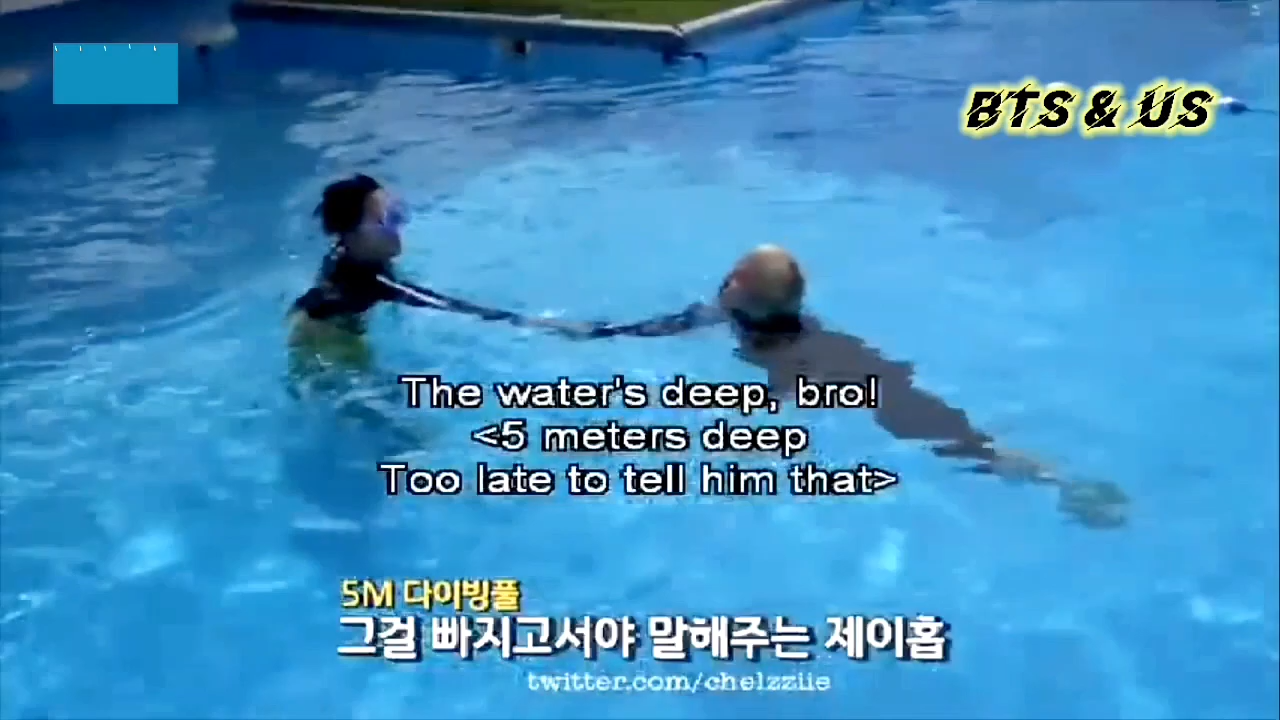 BTS & US
The water's deep, bro!
<5 meters deep
Too late to tell him that>
5M 다이빙풀
그걸 빠지고서야 말해주는 제이홉
twitter.com/chelzziie